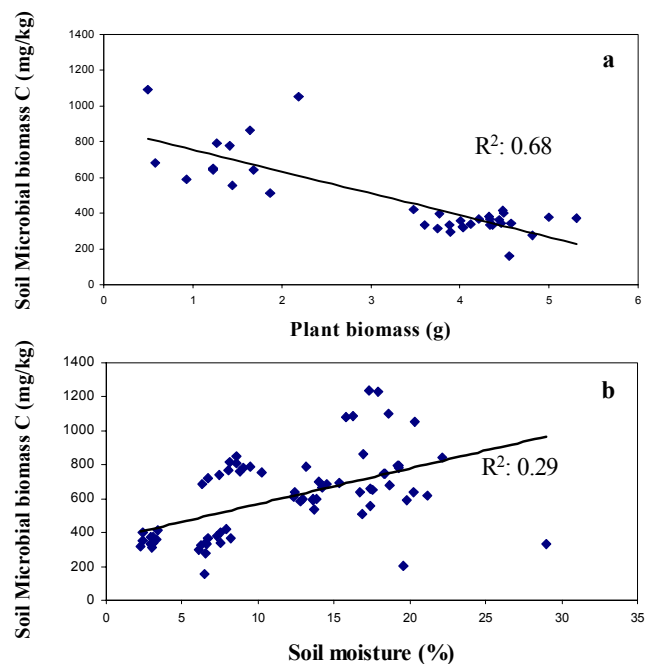 Soil Microbial biomass C (mg/kg)
1400
1200
1000
800
600
400
200
0
a
R²: 0.68
0 1 2 3 4 5 6
Plant biomass (g)
Soil Microbial biomass C (mg/kg)
1400
1200
1000
800
600
400
200
0
b
R²: 0.29
0 5 10 15 20 25 30 35
Soil moisture (%)